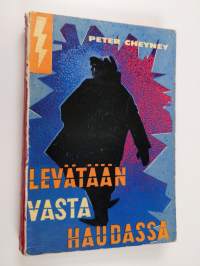 PETER CHEYNEY
LEVÄTÄÄN
VASTA
HAUDASSA